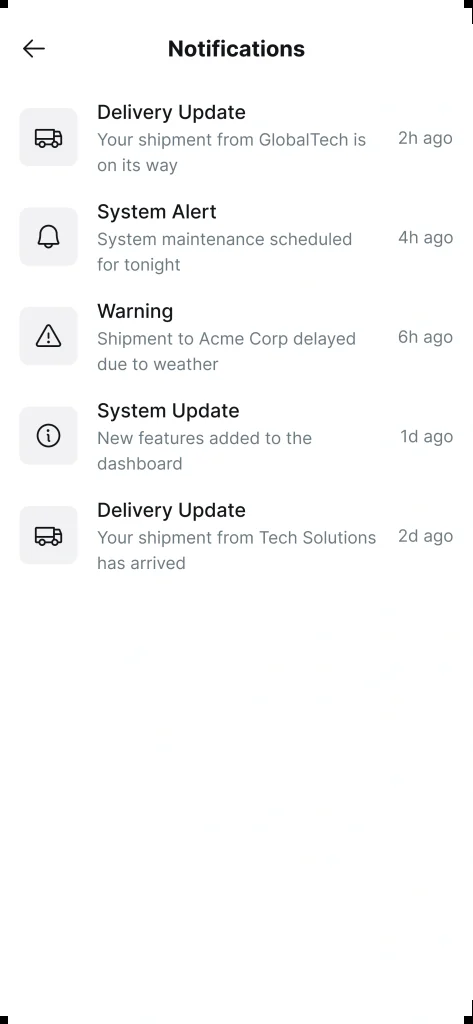 Notifications
Delivery Update
Your shipment from GlobalTech is
on its way
2h ago
System Alert
System maintenance scheduled
for tonight
4h ago
Warning
Shipment to Acme Corp delayed
due to weather
6h ago
System Update
New features added to the
dashboard
1d ago
Delivery Update
Your shipment from Tech Solutions
has arrived
2d ago